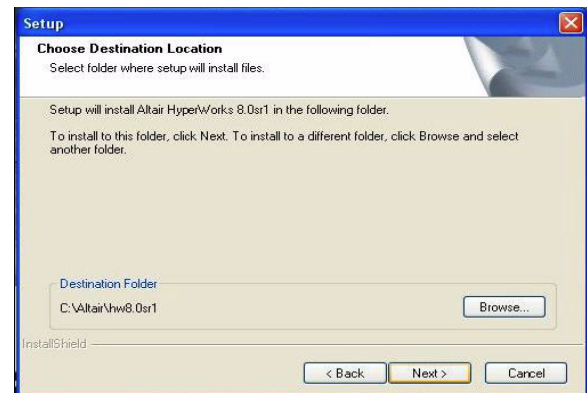 Setup
Choose Destination Location
Select folder where setup will install files.
Setup will install Altair HyperWorks 8.0sr1 in the following folder.
To install to this folder, click Next. To install to a different folder, click Browse and select
another folder.
Destination Folder
C:\Altair\hw8.0sr1
Browse...
InstallShield
< Back
Next >
Cancel